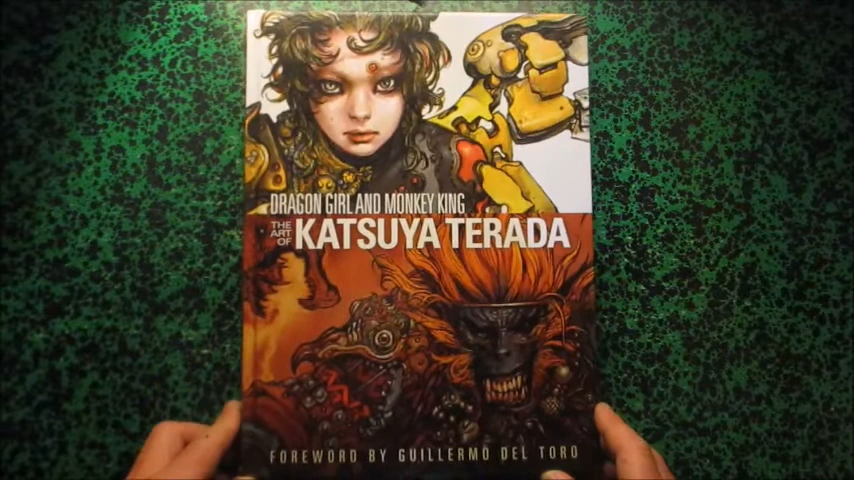 DRAGON GIRL AND MONKEY KING
THE ART OF KATSUYA TERADA
FOREWORD BY GUILLERMO DEL TORO